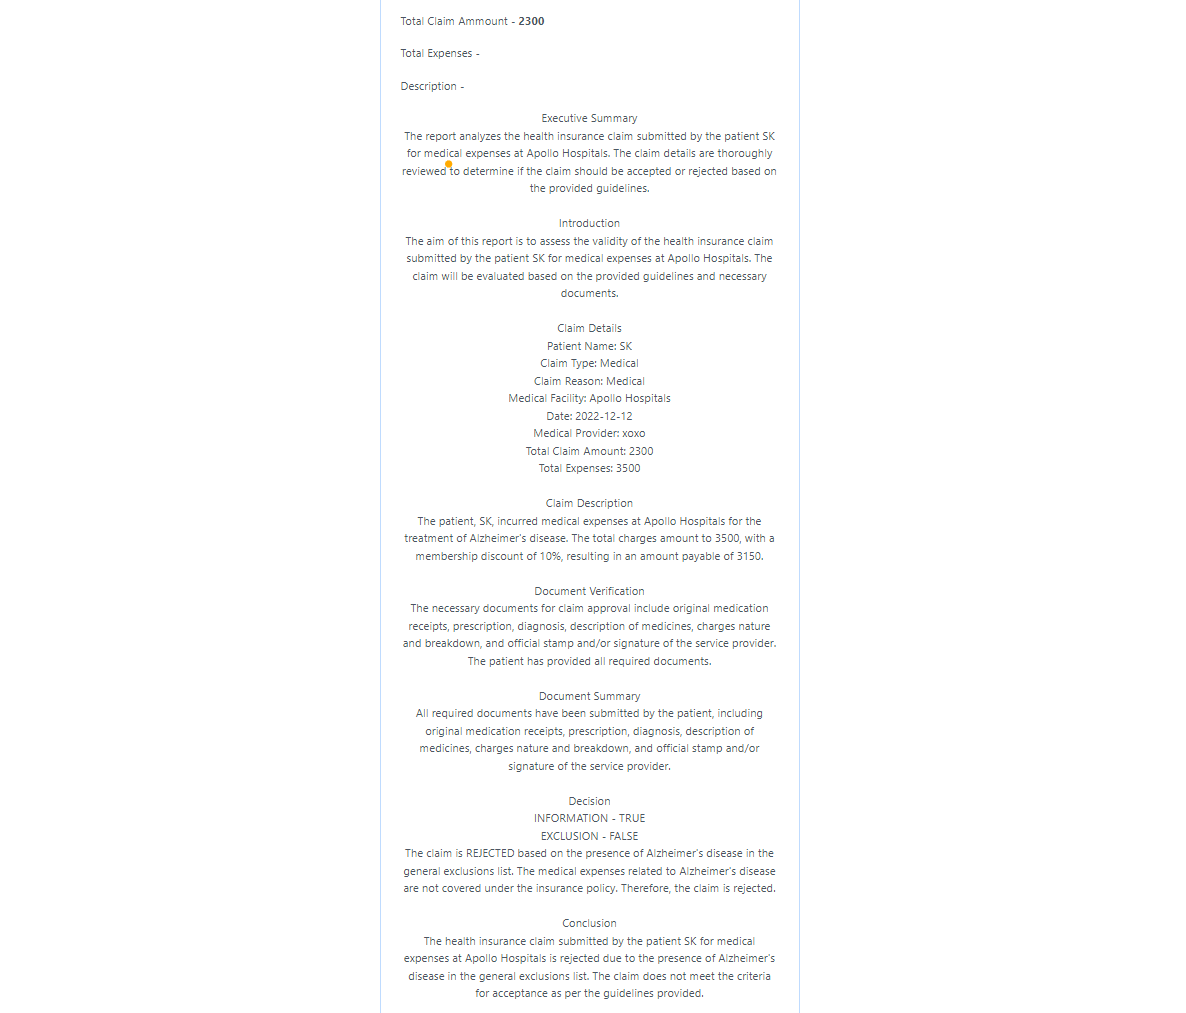 Total Claim Ammount - 2300
Total Expenses -
Description -
Executive Summary
The report analyzes the health insurance claim submitted by the patient SK
for medical expenses at Apollo Hospitals. The claim details are thoroughly
reviewed to determine if the claim should be accepted or rejected based on
the provided guidelines.
Introduction
The aim of this report is to assess the validity of the health insurance claim
submitted by the patient SK for medical expenses at Apollo Hospitals. The
claim will be evaluated based on the provided guidelines and necessary
documents.
Claim Details
Patient Name: SK
Claim Type: Medical
Claim Reason: Medical
Medical Facility: Apollo Hospitals
Date: 2022-12-12
Medical Provider: xoxo
Total Claim Amount: 2300
Total Expenses: 3500
Claim Description
The patient, SK, incurred medical expenses at Apollo Hospitals for the
treatment of Alzheimer's disease. The total charges amount to 3500, with a
membership discount of 10%, resulting in an amount payable of 3150.
Document Verification
The necessary documents for claim approval include original medication
receipts, prescription, diagnosis, description of medicines, charges nature
and breakdown, and official stamp and/or signature of the service provider.
The patient has provided all required documents.
Document Summary
All required documents have been submitted by the patient, including
original medication receipts, prescription, diagnosis, description of
medicines, charges nature and breakdown, and official stamp and/or
signature of the service provider.
Decision
INFORMATION - TRUE
EXCLUSION - FALSE
The claim is REJECTED based on the presence of Alzheimer's disease in the
general exclusions list. The medical expenses related to Alzheimer's disease
are not covered under the insurance policy. Therefore, the claim is rejected.
Conclusion
The health insurance claim submitted by the patient SK for medical
expenses at Apollo Hospitals is rejected due to the presence of Alzheimer's
disease in the general exclusions list. The claim does not meet the criteria
for acceptance as per the guidelines provided.